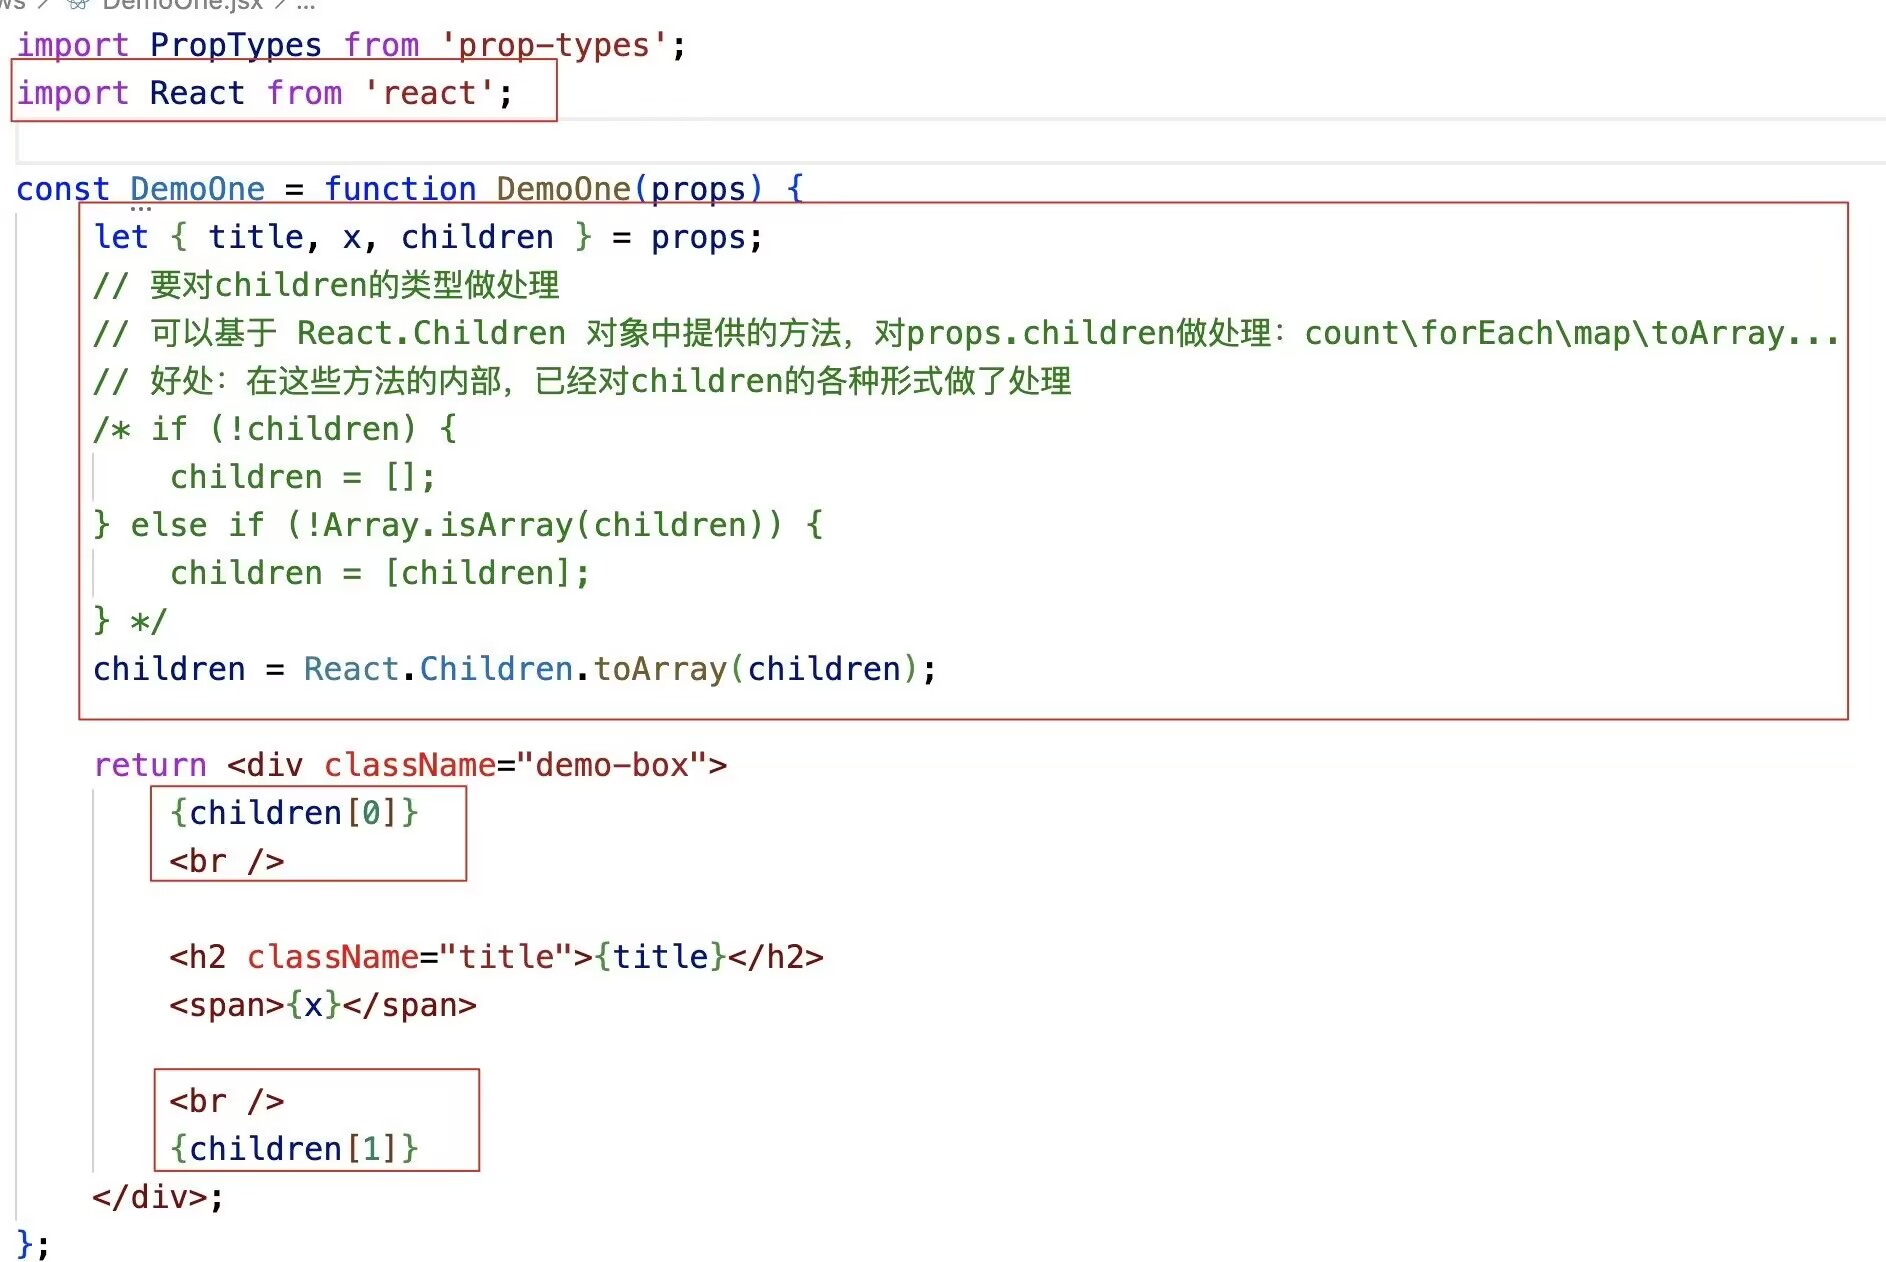 DemoOne.jsx > ...
import PropTypes from 'prop-types';
import React from 'react';
const DemoOne = function DemoOne(props) {
let { title, x, children } = props;
// 要对children的类型做处理
// 可以基于 React.Children 对象中提供的方法，对props.children做处理：count\forEach\map\toArray...
// 好处：在这些方法的内部，已经对children的各种形式做了处理
/* if (!children) {
children = [];
} else if (!Array.isArray(children)) {
children = [children];
} */
children = React.Children.toArray(children);
return <div className="demo-box">
{children[0]}
<br />
<h2 className="title">{title}</h2>
<span>{x}</span>
<br />
{children[1]}
</div>;
};